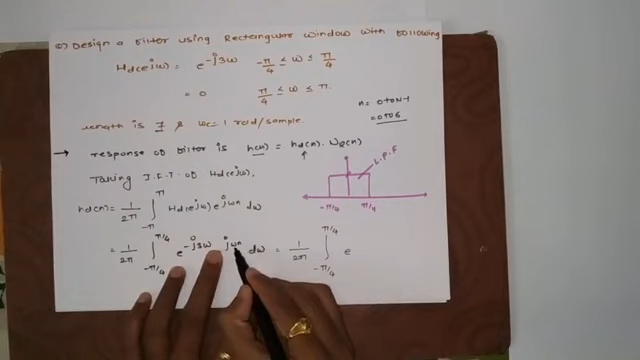 Q) Design a filter using Rectangular window with following
Hd(e^jω) = e^-j3ω  -π/4 ≤ ω ≤ π/4
= 0  π/4 ≤ ω ≤ π.
n = 0 to N-1
= 0 to 6
length is 7 & ωc = 1 rad/sample.
→ response of filter is h(n) = hd(n). WR(n)
L.P.F
Taking I.F.T of Hd(e^jω),
-π/4  π/4
hd(n) = 1/2π ∫_-π^π Hd(e^jω) e^jωn dω
= 1/2π ∫_-π/4^π/4 e^-j3ω e^jωn dω = 1/2π ∫_-π/4^π/4 e